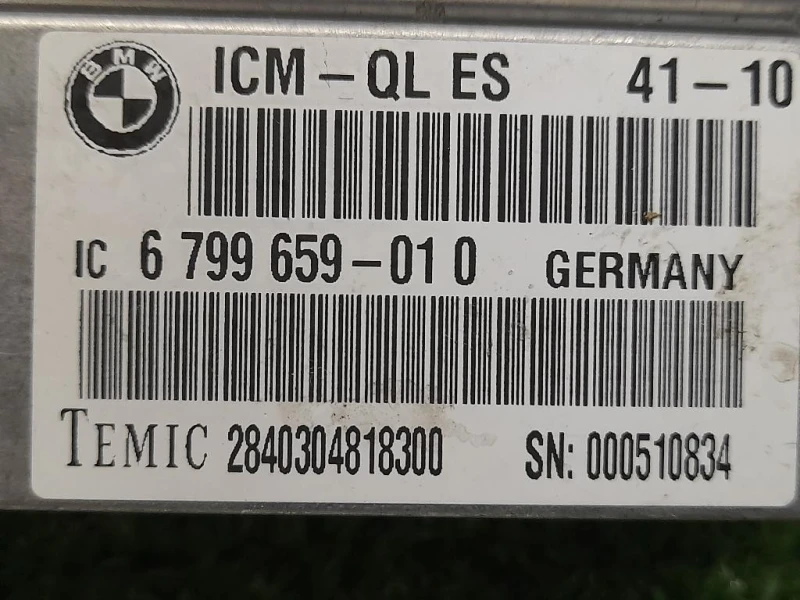 BMW
ICM-QL ES 41-10
IC 6 799 659-01 0 GERMANY
TEMIC 2840304818300 SN: 000510834